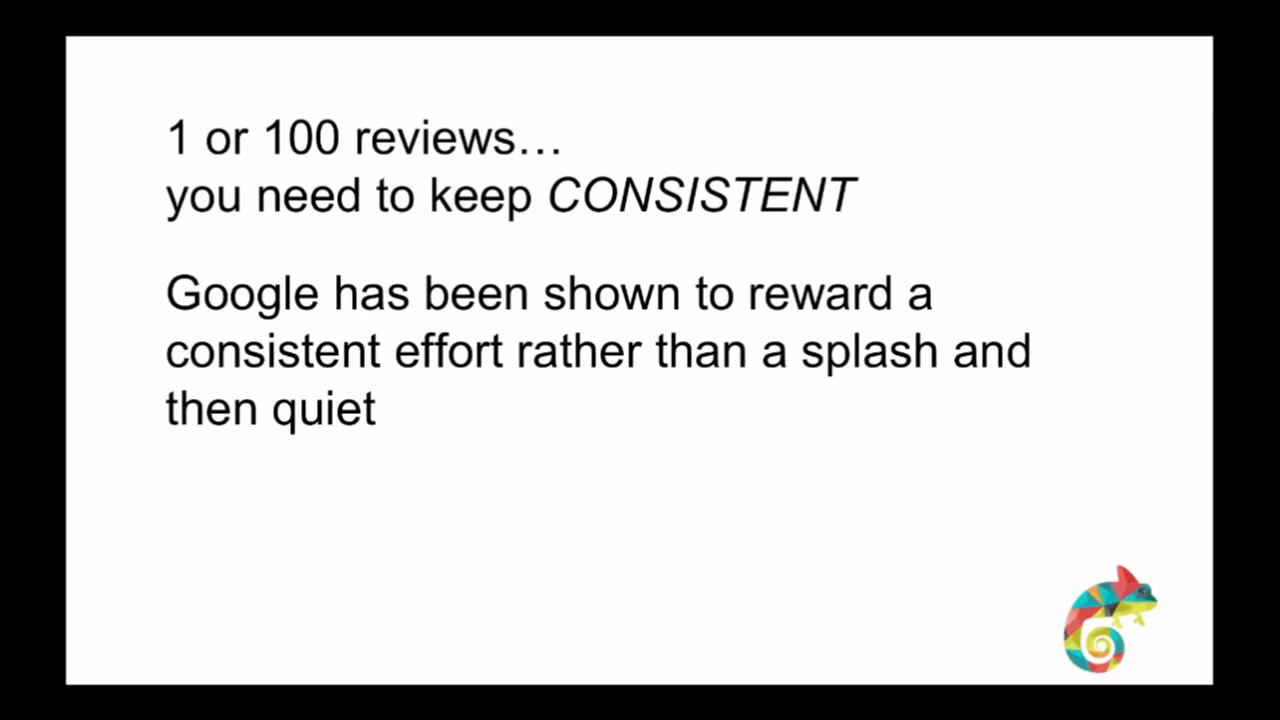 1 or 100 reviews…
you need to keep CONSISTENT
Google has been shown to reward a
consistent effort rather than a splash and
then quiet